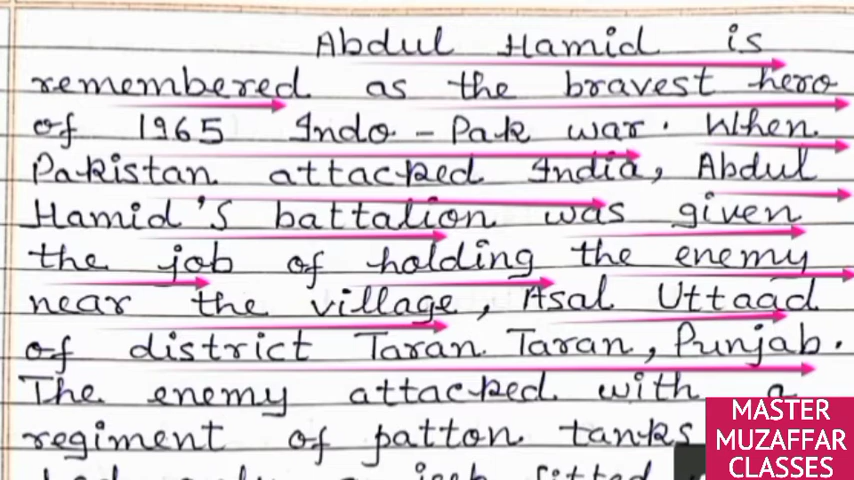 Abdul Hamid is
remembered as the bravest hero
of 1965 Indo - Pak war. When
Pakistan attacked India, Abdul
Hamid's battalion was given
the job of holding the enemy
near the village, Asal Uttaad
of district Taran Taran, Punjab.
The enemy attacked with a
regiment of patton tanks
jeep fitted
MASTER
MUZAFFAR
CLASSES